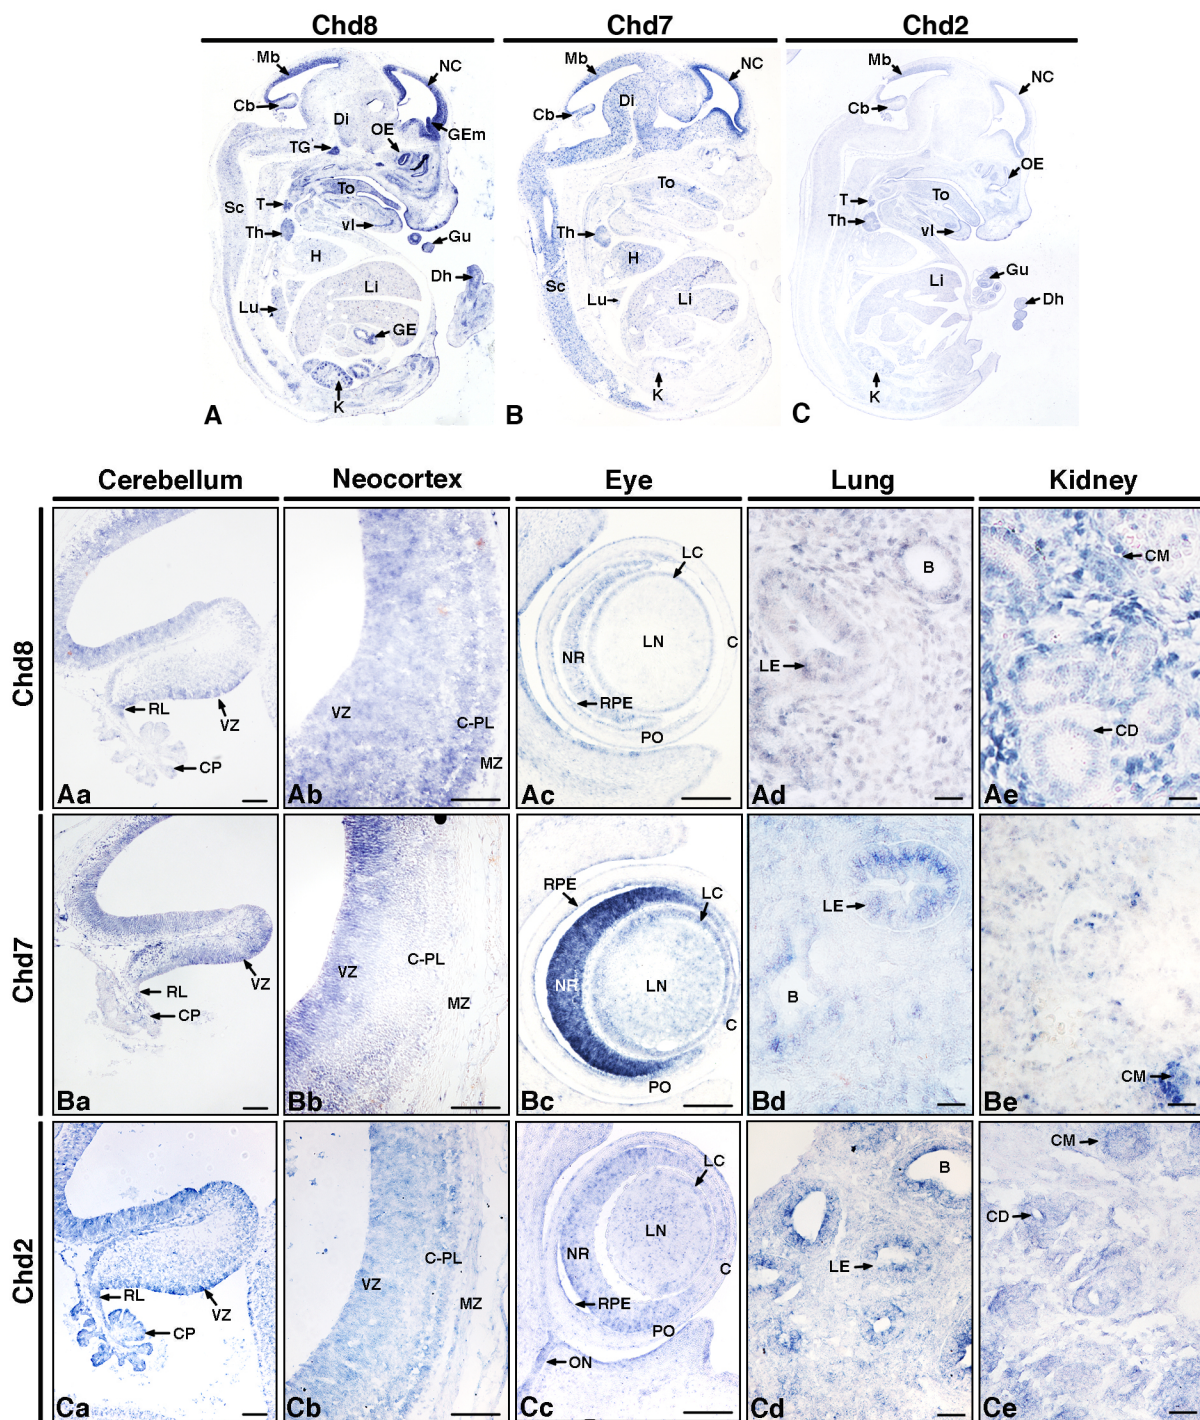 Chd8 Chd7 Chd2
Mb NC Mb NC Mb NC
Cb Di OE GEm Cb Di Cb
TG To OE
Sc T vl Th Gu To T To
Th vl
H Th H Gu
Dh Sc Li Dh
Lu Li Lu Li
GE
K K K
A B C
Cerebellum Neocortex Eye Lung Kidney
Chd8
RL VZ CP Aa
VZ C-PL MZ Ab
LC LN C NR RPE PO Ac
B LE Ad
CM CD Ae
Chd7
VZ RL CP Ba
VZ C-PL MZ Bb
RPE LC NR LN C PO Bc
LE B Bd
CM Be
Chd2
RL VZ CP Ca
VZ C-PL MZ Cb
LC LN NR C RPE PO ON Cc
B LE Cd
CM CD Ce